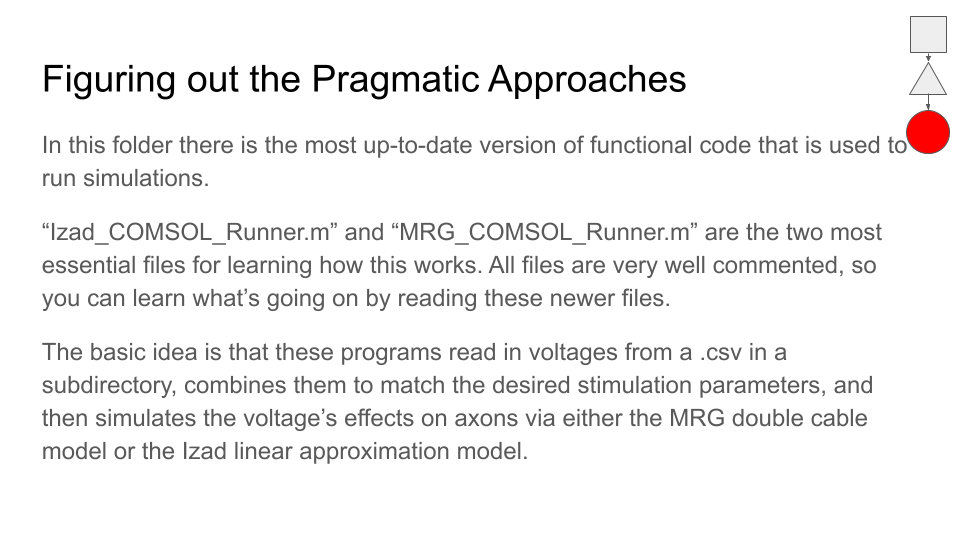 Figuring out the Pragmatic Approaches
In this folder there is the most up-to-date version of functional code that is used to
run simulations.
“Izad_COMSOL_Runner.m” and “MRG_COMSOL_Runner.m” are the two most
essential files for learning how this works. All files are very well commented, so
you can learn what’s going on by reading these newer files.
The basic idea is that these programs read in voltages from a .csv in a
subdirectory, combines them to match the desired stimulation parameters, and
then simulates the voltage’s effects on axons via either the MRG double cable
model or the Izad linear approximation model.